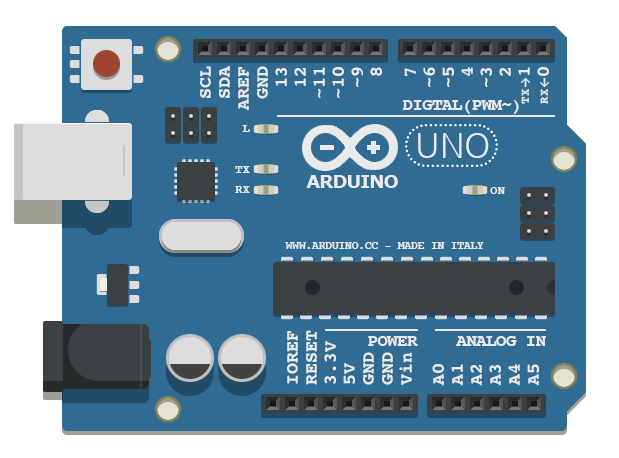 SCL SDA AREF GND 13 12 ~11 ~10 ~9 8 7 ~6 ~5 4 ~3 2 TX→1 RX←0
DIGTAL(PWM~)
L
TX
RX
UNO
ARDUINO
ON
WWW.ARDUINO.CC - MADE IN ITALY
POWER
ANALOG IN
IOREF RESET 3.3V 5V GND GND Vin A0 A1 A2 A3 A4 A5